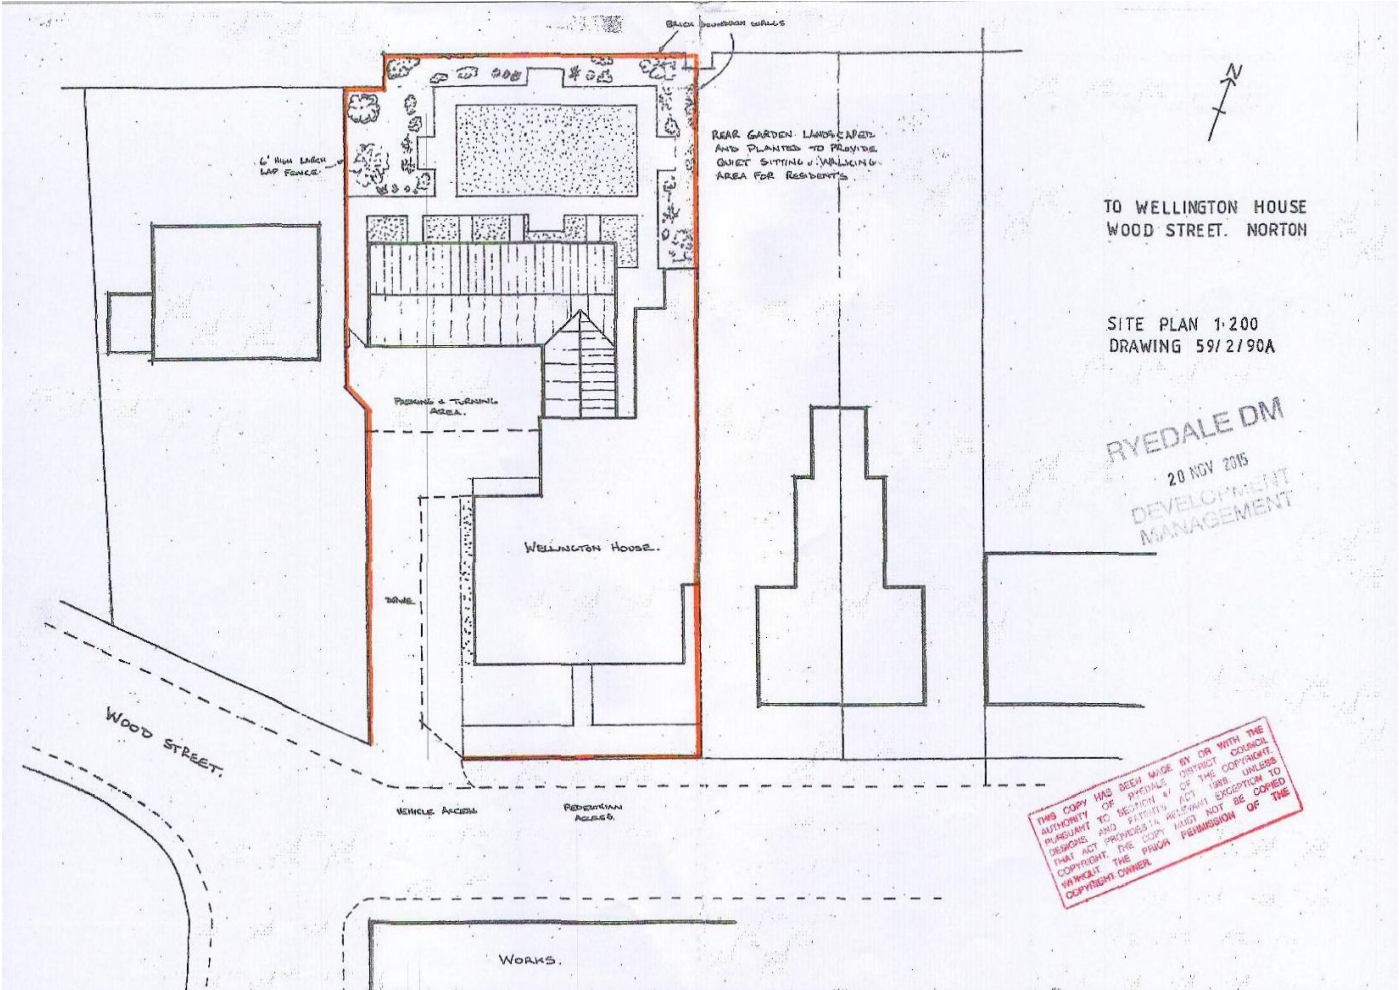 BRICK BOUNDARY WALLS
N
REAR GARDEN LANDSCAPED
AND PLANTED TO PROVIDE
QUIET SITTING & WALKING
AREA FOR RESIDENTS
6' HIGH LARCH
LAP FENCE
TO WELLINGTON HOUSE
WOOD STREET. NORTON
SITE PLAN 1:200
DRAWING 59/2/90A
PARKING & TURNING
AREA.
RYEDALE DM
20 NOV 2015
DEVELOPMENT
MANAGEMENT
WELLINGTON HOUSE.
DRIVE
WOOD STREET.
VEHICLE ACCESS
PEDESTRIAN
ACCESS.
THIS COPY HAS BEEN MADE BY OR WITH THE
AUTHORITY OF RYEDALE DISTRICT COUNCIL
PURSUANT TO SECTION 47 OF THE COPYRIGHT,
DESIGNS AND PATENTS ACT 1988. UNLESS
THAT ACT PROVIDES A RELEVANT EXCEPTION TO
COPYRIGHT, THE COPY MUST NOT BE COPIED
WITHOUT THE PRIOR PERMISSION OF THE
COPYRIGHT OWNER.
WORKS.